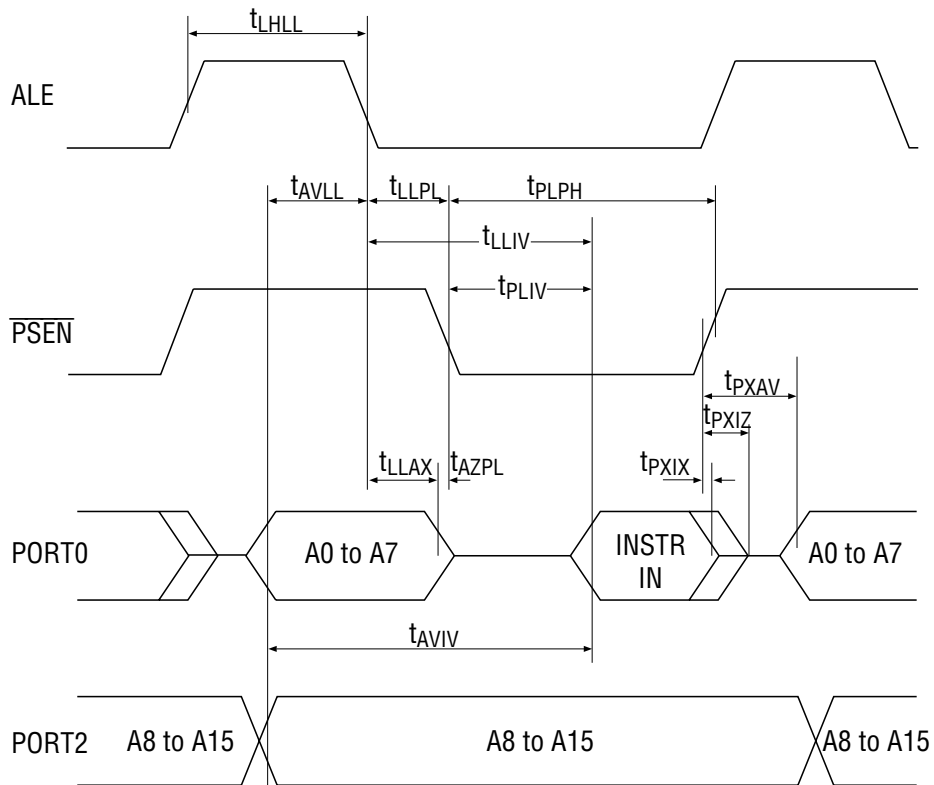 tLHLL
ALE
tAVLL tLLPL tPLPH
tLLIV
tPLIV
PSEN
tPXAV
tPXIZ
tLLAX tAZPL tPXIX
PORT0 A0 to A7 INSTR IN A0 to A7
tAVIV
PORT2 A8 to A15 A8 to A15 A8 to A15